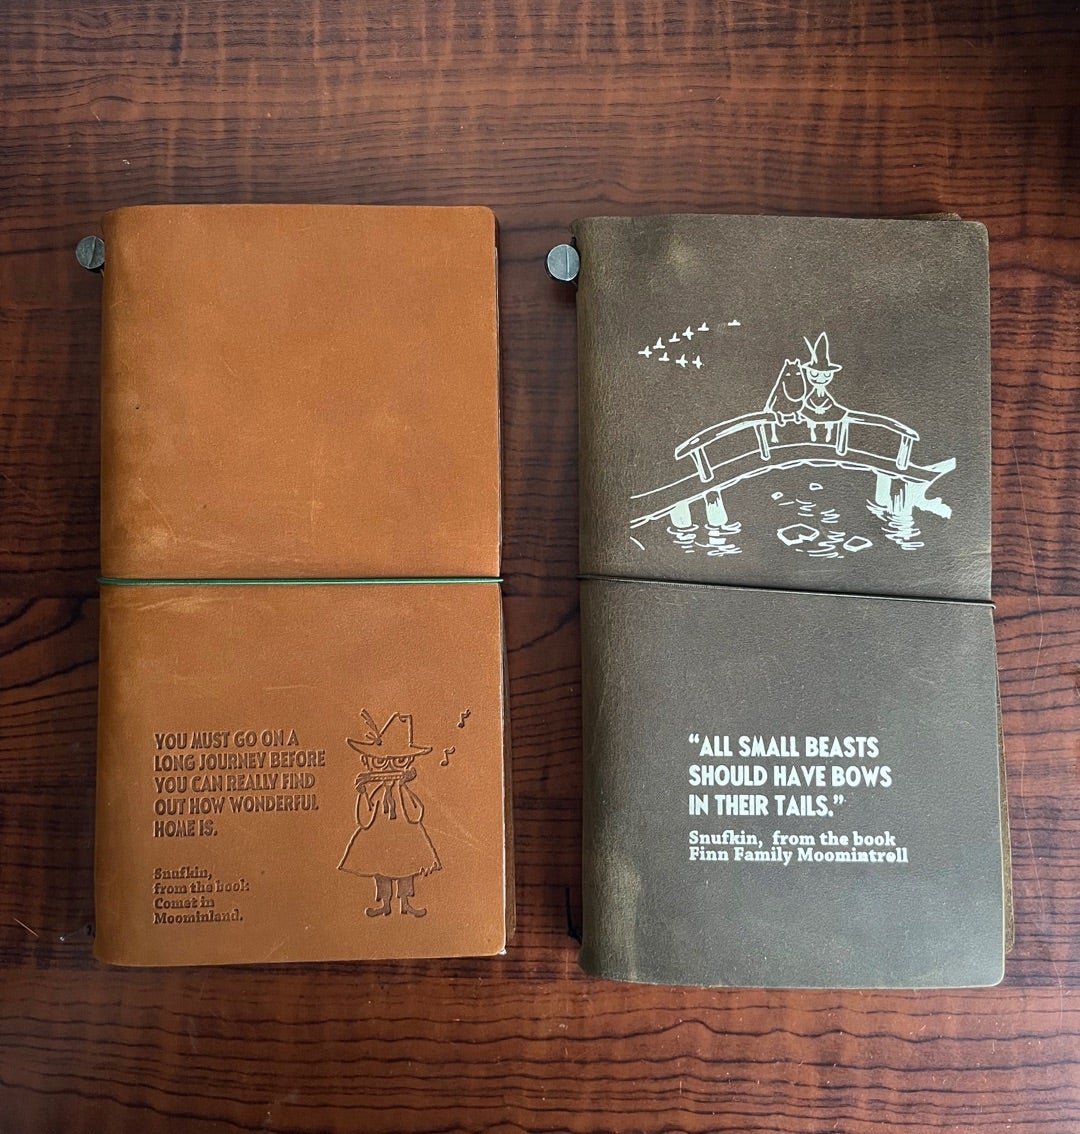 YOU MUST GO ON A
LONG JOURNEY BEFORE
YOU CAN REALLY FIND
OUT HOW WONDERFUL
HOME IS.
Snufkin,
from the book
Comet in
Moominland.
“ALL SMALL BEASTS
SHOULD HAVE BOWS
IN THEIR TAILS.”
Snufkin, from the book
Finn Family Moomintroll